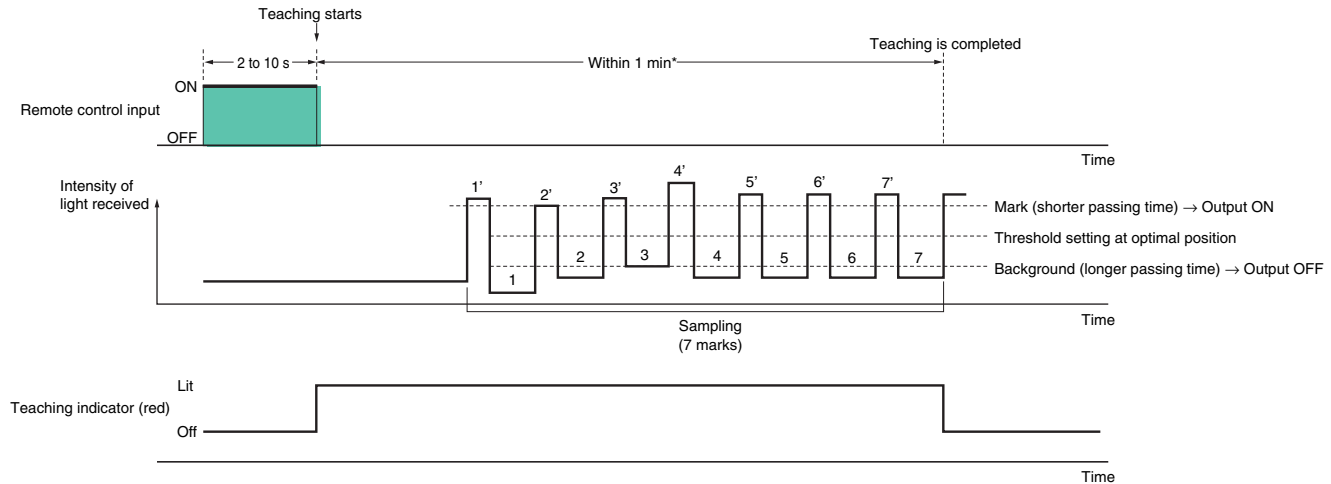 Teaching starts
Teaching is completed
2 to 10 s
Within 1 min*
ON
Remote control input
OFF
Time
Intensity of
light received
1'
2'
3'
4'
5'
6'
7'
Mark (shorter passing time) → Output ON
Threshold setting at optimal position
Background (longer passing time) → Output OFF
1
2
3
4
5
6
7
Time
Sampling
(7 marks)
Lit
Teaching indicator (red)
Off
Time